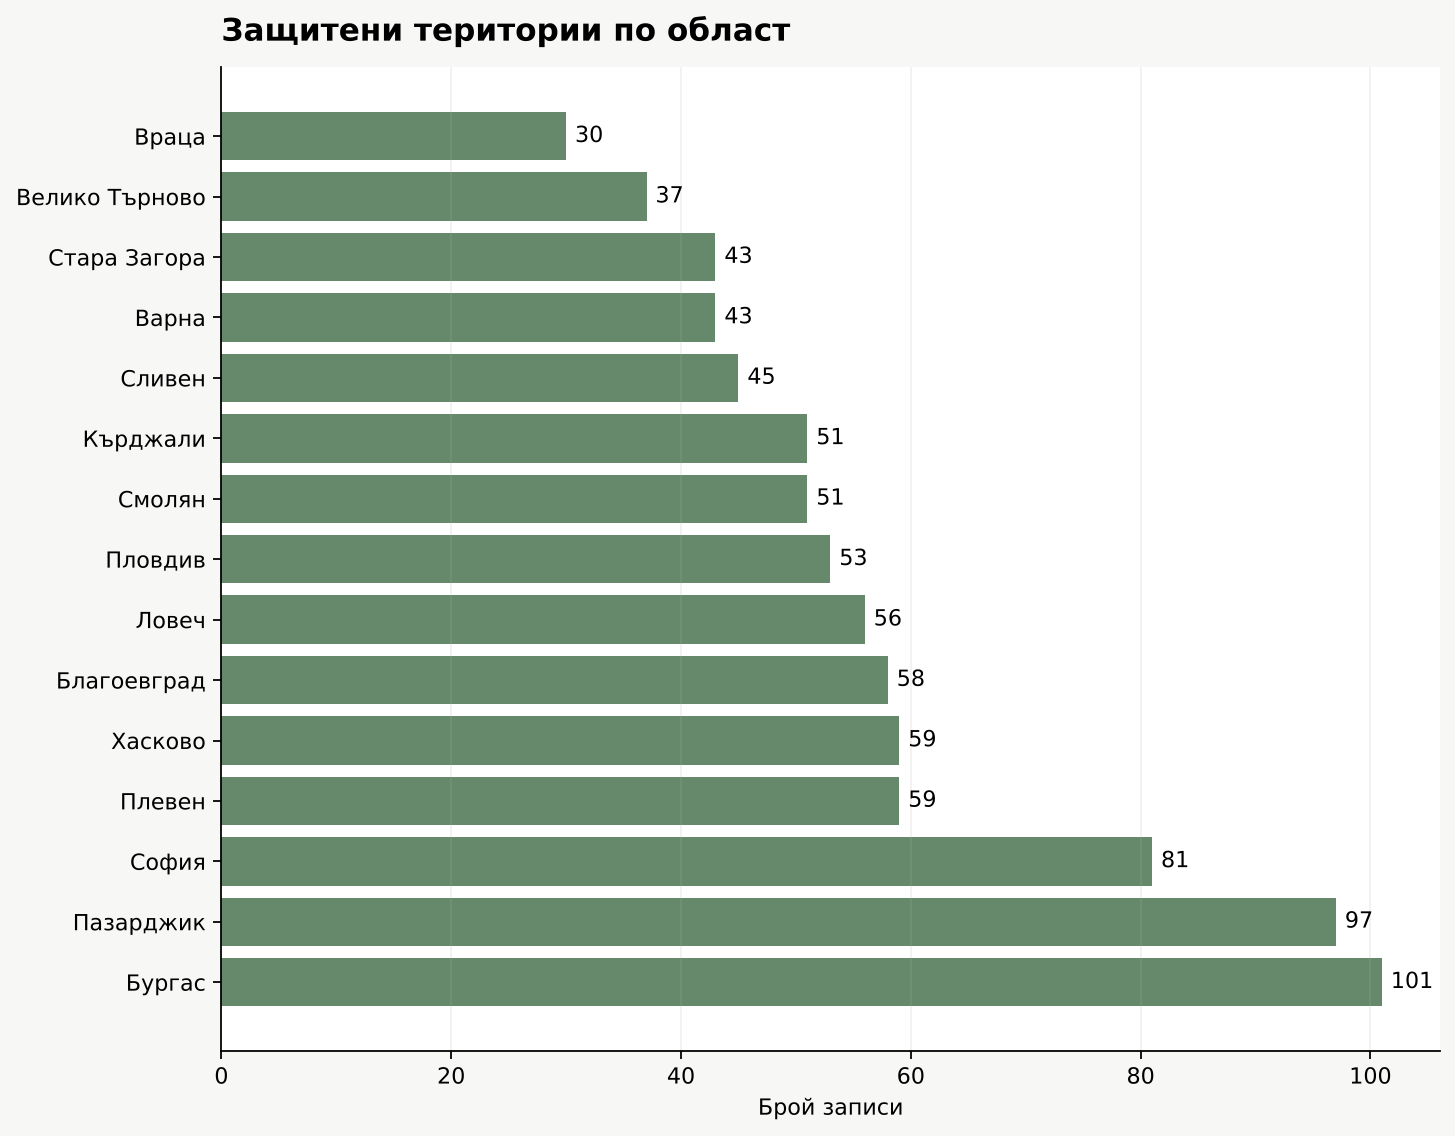 Защитени територии по област
Враца 30
Велико Търново 37
Стара Загора 43
Варна 43
Сливен 45
Кърджали 51
Смолян 51
Пловдив 53
Ловеч 56
Благоевград 58
Хасково 59
Плевен 59
София 81
Пазарджик 97
Бургас 101
0 20 40 60 80 100
Брой записи